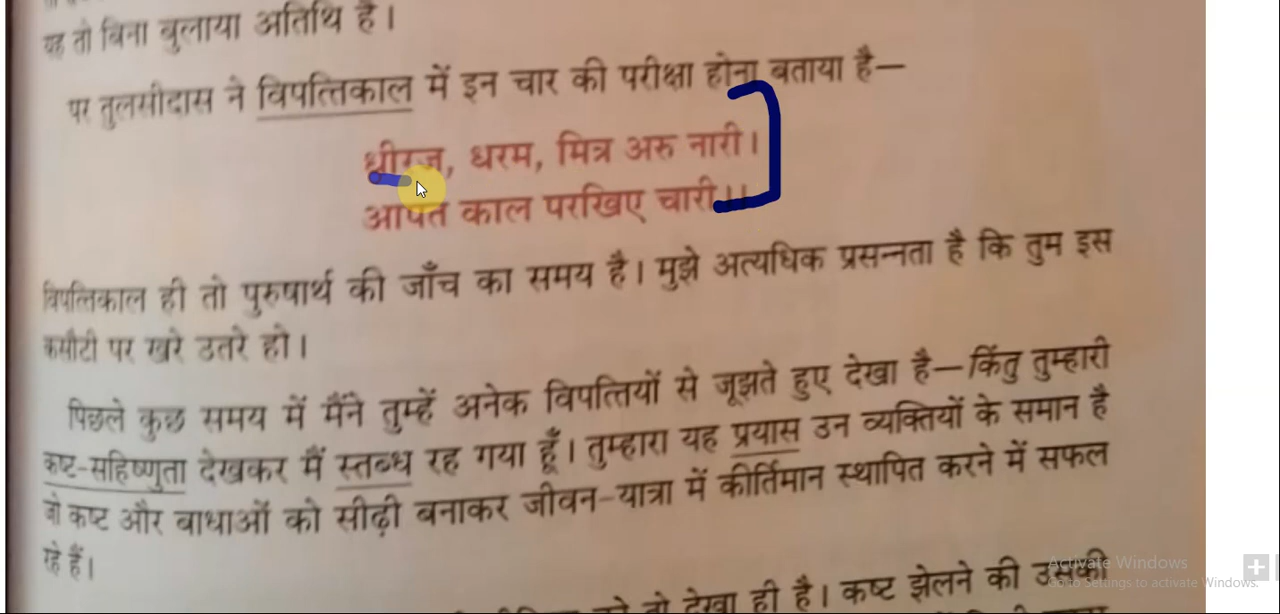 यह तो बिना बुलाया अतिथि है।
पर तुलसीदास ने विपत्तिकाल में इन चार की परीक्षा होना बताया है—
धीरज, धरम, मित्र अरु नारी।
आपत काल परखिए चारी।।
विपत्तिकाल ही तो पुरुषार्थ की जाँच का समय है। मुझे अत्यधिक प्रसन्नता है कि तुम इस
कसौटी पर खरे उतरे हो।
पिछले कुछ समय में मैंने तुम्हें अनेक विपत्तियों से जूझते हुए देखा है—किंतु तुम्हारी
कष्ट-सहिष्णुता देखकर मैं स्तब्ध रह गया हूँ। तुम्हारा यह प्रयास उन व्यक्तियों के समान है
जो कष्ट और बाधाओं को सीढ़ी बनाकर जीवन-यात्रा में कीर्तिमान स्थापित करने में सफल
रहे हैं।
तो देखा ही है। कष्ट झेलने की उसकी
Activate Windows
Go to Settings to activate Windows.